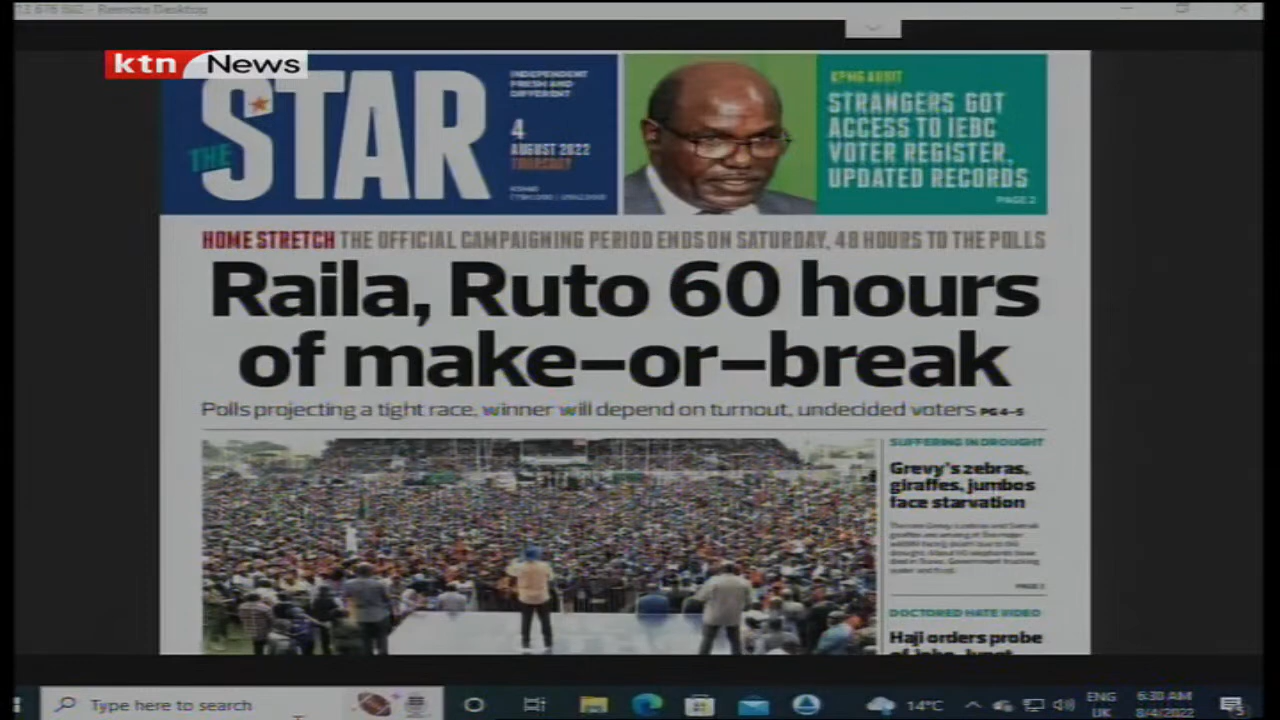 Remote Desktop
ktn News
THE STAR
INDEPENDENT
FRESH AND
DIFFERENT
4
AUGUST 2022
THURSDAY
KPMG AUDIT
STRANGERS GOT
ACCESS TO IEBC
VOTER REGISTER,
UPDATED RECORDS
PAGE 2
HOME STRETCH THE OFFICIAL CAMPAIGNING PERIOD ENDS ON SATURDAY, 48 HOURS TO THE POLLS
Raila, Ruto 60 hours
of make-or-break
Polls projecting a tight race, winner will depend on turnout, undecided voters PG 4-5
SUFFERING IN DROUGHT
Grevy's zebras,
giraffes, jumbos
face starvation
DOCTORED HATE VIDEO
Haji orders probe
Type here to search
14°C
ENG
UK
6:30 AM
8/4/2022